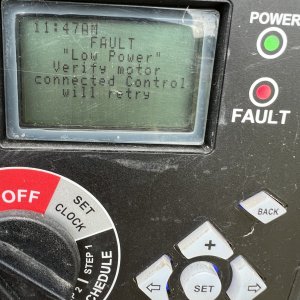 11:47AM
FAULT
"Low Power"
Verify motor
connected Control
will retry
POWER
FAULT
OFF
SET
CLOCK
STEP 1
SCHEDULE
BACK
+
SET